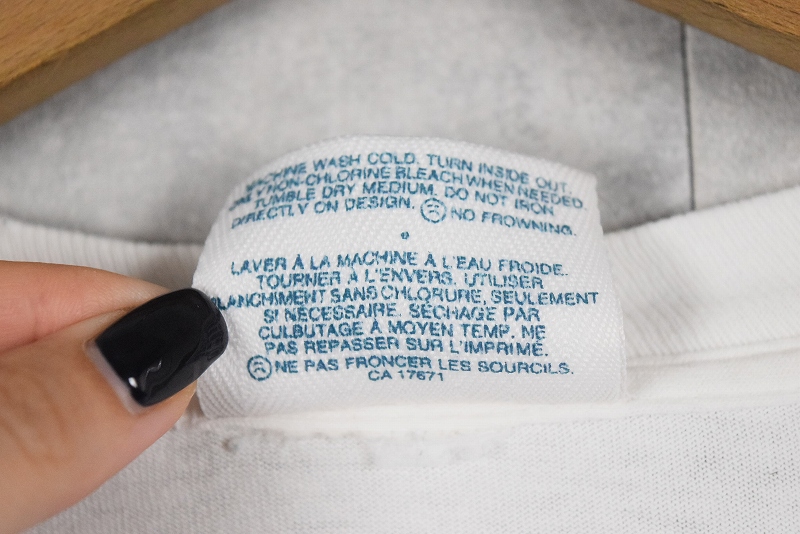 MACHINE WASH COLD. TURN INSIDE OUT.
NON-CHLORINE BLEACH WHEN NEEDED.
TUMBLE DRY MEDIUM. DO NOT IRON
DIRECTLY ON DESIGN. NO FROWNING.
LAVER À LA MACHINE À L'EAU FROIDE.
TOURNER À L'ENVERS. UTILISER
BLANCHIMENT SANS CHLORURE, SEULEMENT
SI NÉCESSAIRE. SÉCHAGE PAR
CULBUTAGE À MOYEN TEMP. NE
PAS REPASSER SUR L'IMPRIMÉ.
NE PAS FRONCER LES SOURCILS.
CA 17671